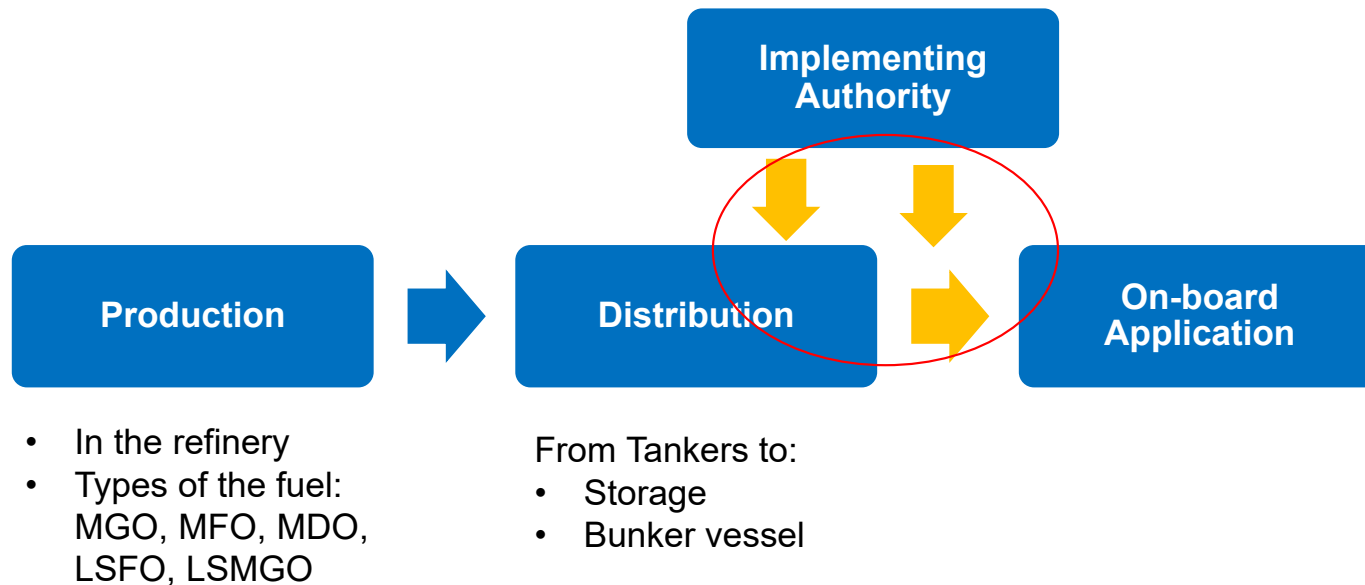 Implementing
Authority
Production
Distribution
On-board
Application
• In the refinery
• Types of the fuel:
MGO, MFO, MDO,
LSFO, LSMGO
From Tankers to:
• Storage
• Bunker vessel